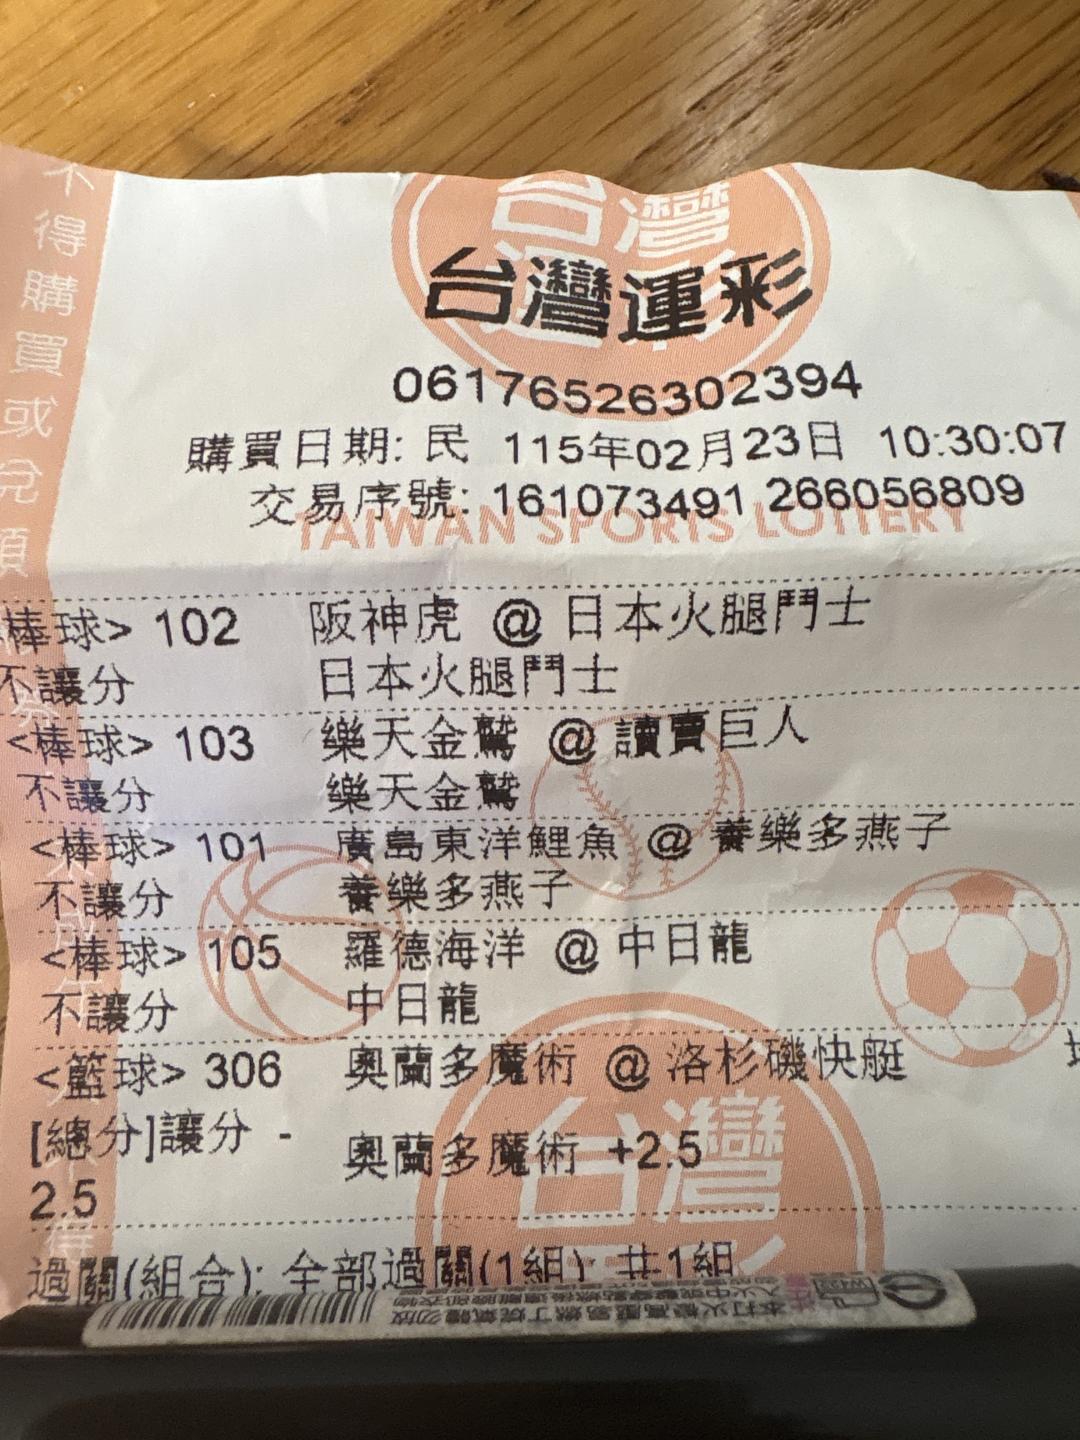 台灣
台灣運彩
06176526302394
購買日期: 民 115年02月23日 10:30:07
交易序號: 161073491 266056809
TAIWAN SPORTS LOTTERY
不得購買或兌領
<棒球> 102 阪神虎 @ 日本火腿鬥士
不讓分 日本火腿鬥士
<棒球> 103 樂天金鷲 @ 讀賣巨人
不讓分 樂天金鷲
<棒球> 101 廣島東洋鯉魚 @ 養樂多燕子
不讓分 養樂多燕子
<棒球> 105 羅德海洋 @ 中日龍
不讓分 中日龍
<籃球> 306 奧蘭多魔術 @ 洛杉磯快艇
[總分]讓分 - 奧蘭多魔術 +2.5
2.5
台灣
過關(組合): 全部過關(1組) 共1組